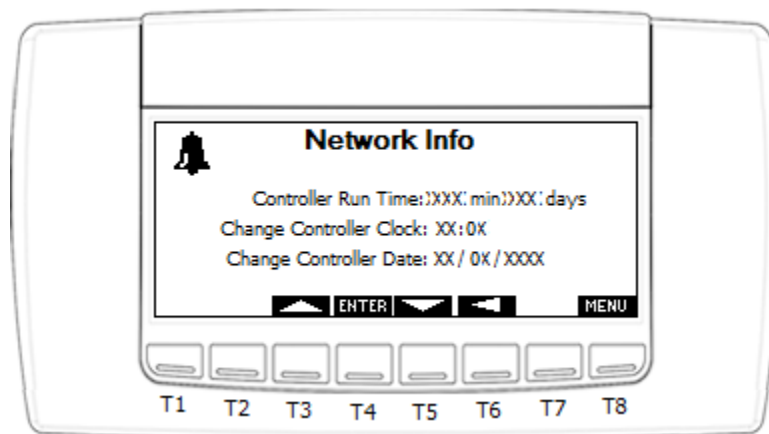 Network Info
Controller Run Time: XXX min XX days
Change Controller Clock: XX:0X
Change Controller Date: XX/0X/XXXX
ENTER MENU
T1 T2 T3 T4 T5 T6 T7 T8